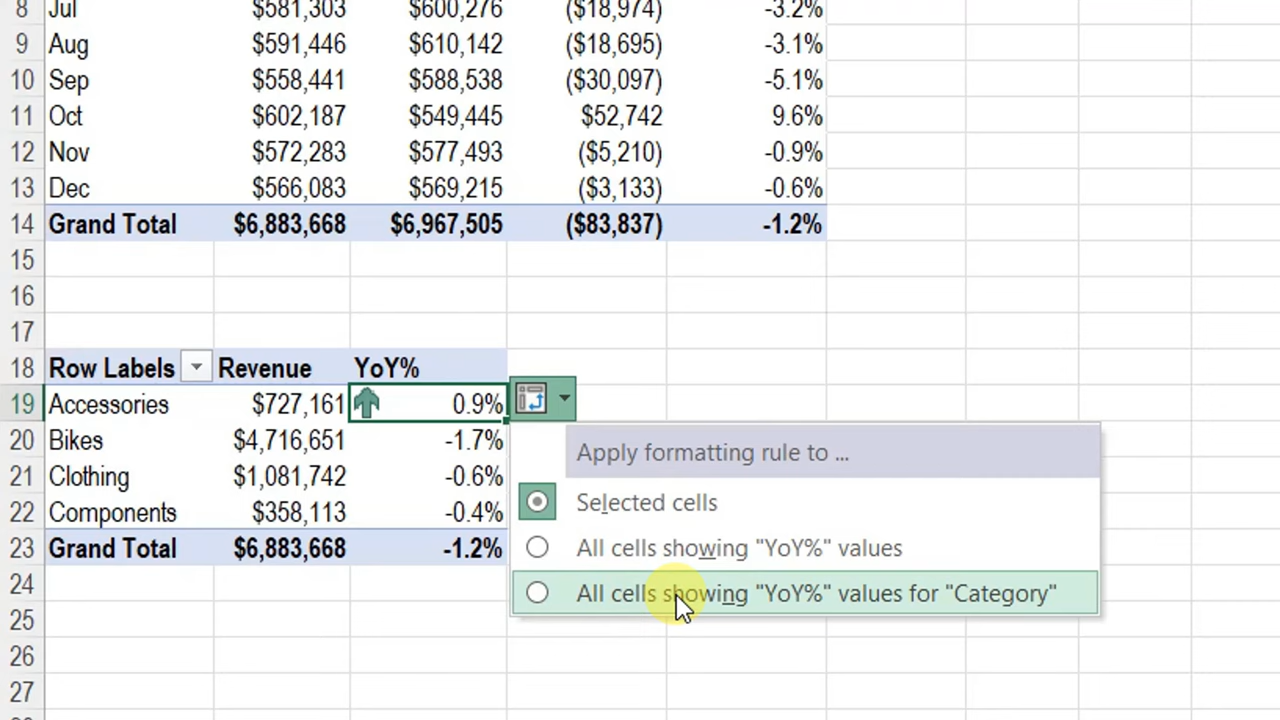 8 Jul $581,303 $600,276 ($18,974) -3.2%
9 Aug $591,446 $610,142 ($18,695) -3.1%
10 Sep $558,441 $588,538 ($30,097) -5.1%
11 Oct $602,187 $549,445 $52,742 9.6%
12 Nov $572,283 $577,493 ($5,210) -0.9%
13 Dec $566,083 $569,215 ($3,133) -0.6%
14 Grand Total $6,883,668 $6,967,505 ($83,837) -1.2%
15
16
17
18 Row Labels Revenue YoY%
19 Accessories $727,161 0.9%
20 Bikes $4,716,651 -1.7%
21 Clothing $1,081,742 -0.6%
22 Components $358,113 -0.4%
23 Grand Total $6,883,668 -1.2%
24
25
26
27
Apply formatting rule to ...
Selected cells
All cells showing "YoY%" values
All cells showing "YoY%" values for "Category"